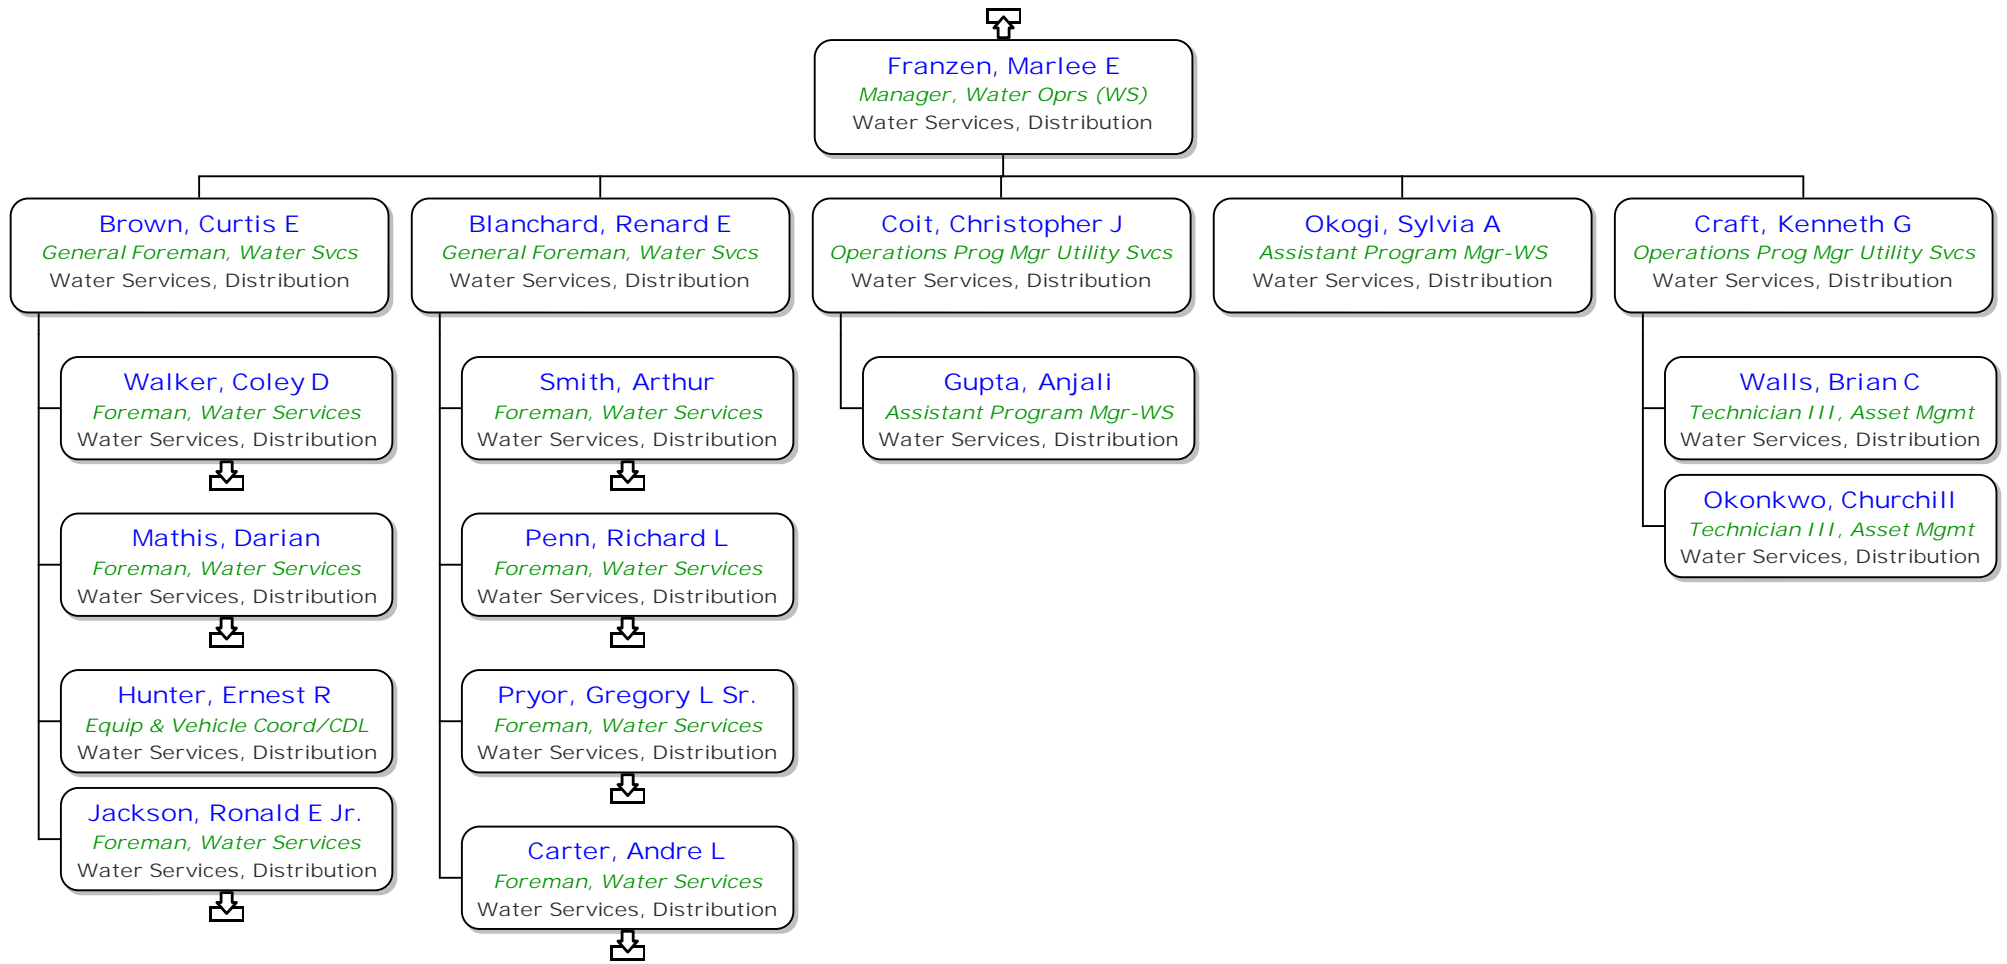 Franzen, Marlee E
Manager, Water Oprs (WS)
Water Services, Distribution
Brown, Curtis E
General Foreman, Water Svcs
Water Services, Distribution
Blanchard, Renard E
General Foreman, Water Svcs
Water Services, Distribution
Coit, Christopher J
Operations Prog Mgr Utility Svcs
Water Services, Distribution
Okogi, Sylvia A
Assistant Program Mgr-WS
Water Services, Distribution
Craft, Kenneth G
Operations Prog Mgr Utility Svcs
Water Services, Distribution
Walker, Coley D
Foreman, Water Services
Water Services, Distribution
Mathis, Darian
Foreman, Water Services
Water Services, Distribution
Hunter, Ernest R
Equip & Vehicle Coord/CDL
Water Services, Distribution
Jackson, Ronald E Jr.
Foreman, Water Services
Water Services, Distribution
Smith, Arthur
Foreman, Water Services
Water Services, Distribution
Penn, Richard L
Foreman, Water Services
Water Services, Distribution
Pryor, Gregory L Sr.
Foreman, Water Services
Water Services, Distribution
Carter, Andre L
Foreman, Water Services
Water Services, Distribution
Gupta, Anjali
Assistant Program Mgr-WS
Water Services, Distribution
Walls, Brian C
Technician III, Asset Mgmt
Water Services, Distribution
Okonkwo, Churchill
Technician III, Asset Mgmt
Water Services, Distribution